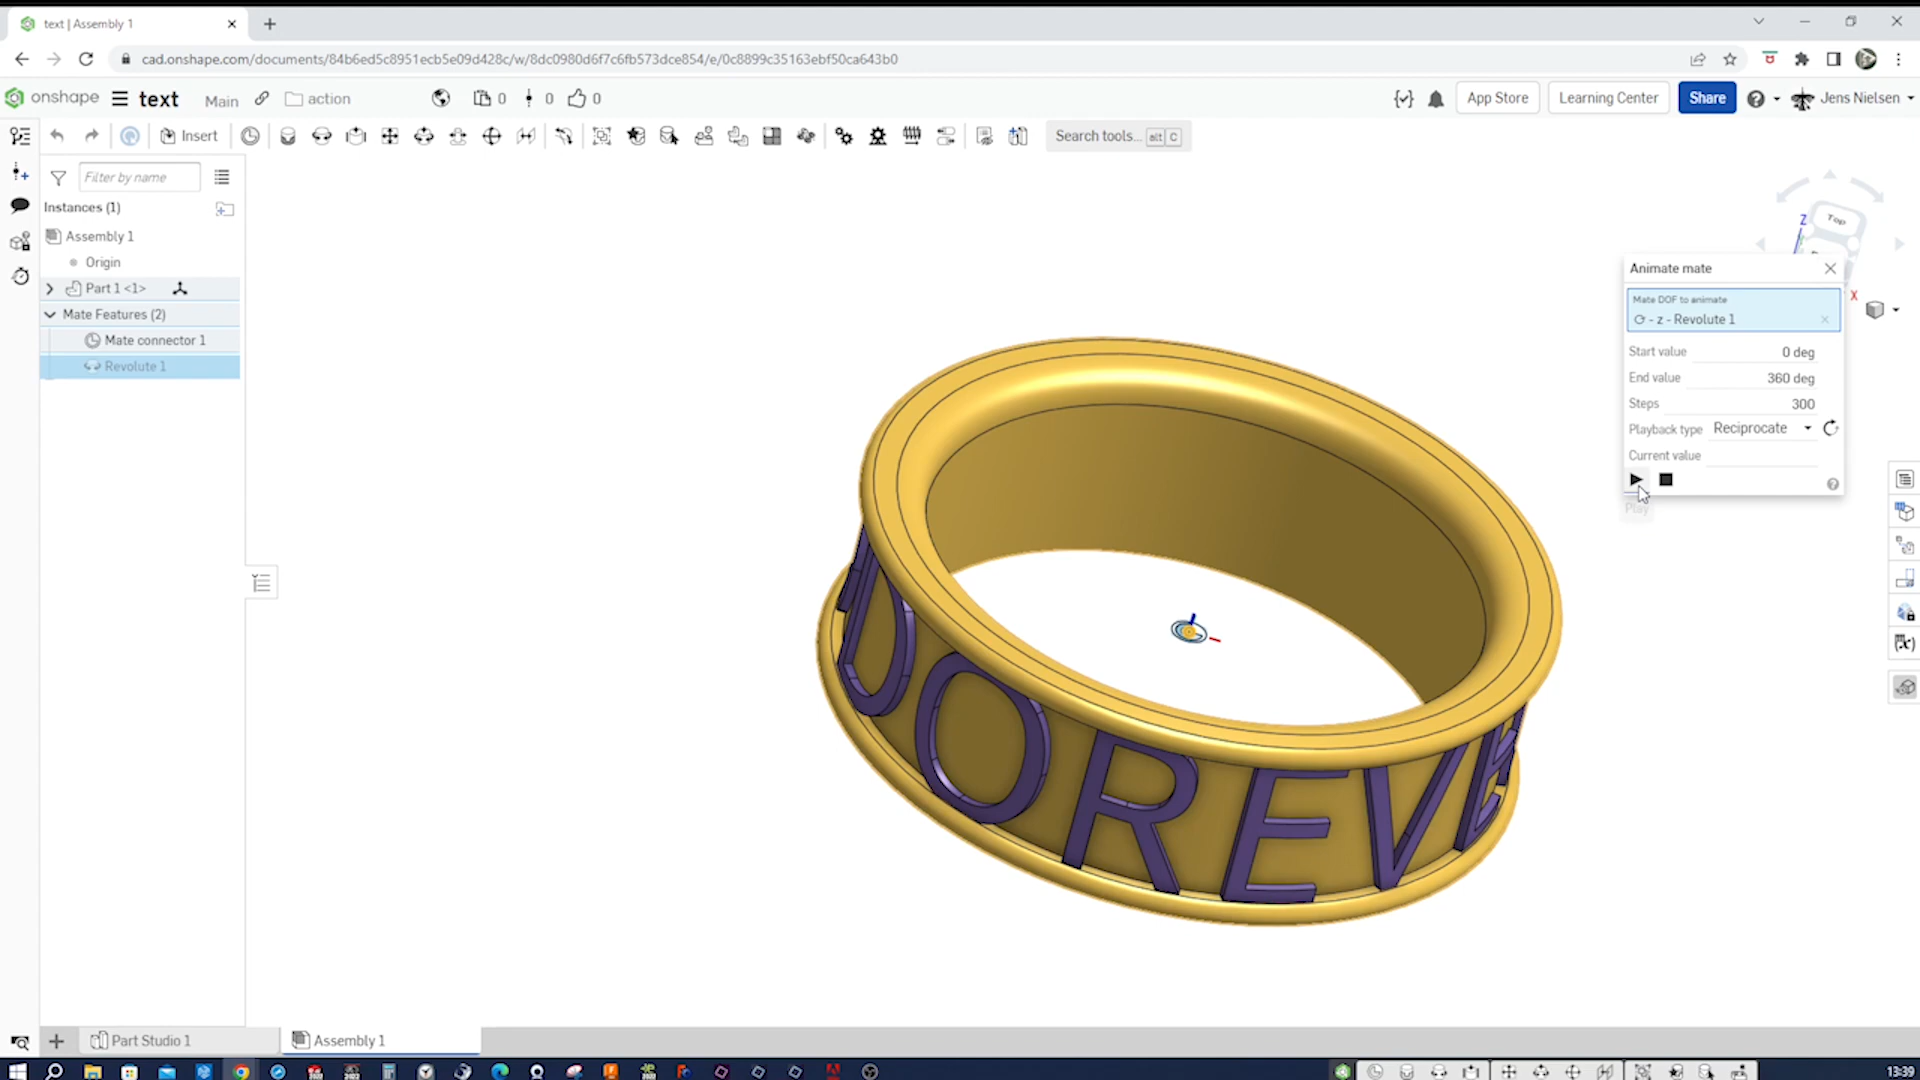 text | Assembly 1
cad.onshape.com/documents/84b6ed5c8951ecb5e09d428c/w/8dc0980d6f7c6fb573dce854/e/0c8899c35163ebf50ca643b0
onshape text Main action 0 0 0 App Store Learning Center Share Jens Nielsen
Insert Search tools... alt C
Filter by name
Instances (1)
Assembly 1
Origin
Part 1 <1>
Mate Features (2)
Mate connector 1
Revolute 1
Top
Z
X
Animate mate
Mate DOF to animate
- z - Revolute 1
Start value 0 deg
End value 360 deg
Steps 300
Playback type Reciprocate
Current value
Play
OREVE
Part Studio 1 Assembly 1
13:39